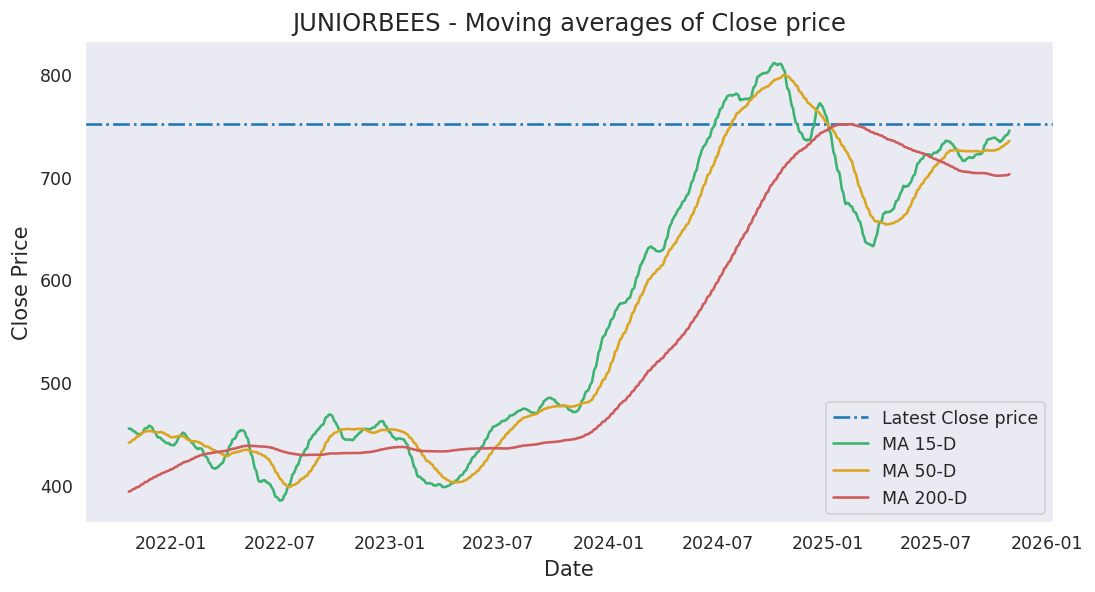 JUNIORBEES - Moving averages of Close price
Close Price
800
700
600
500
400
Latest Close price
MA 15-D
MA 50-D
MA 200-D
2022-01 2022-07 2023-01 2023-07 2024-01 2024-07 2025-01 2025-07 2026-01
Date